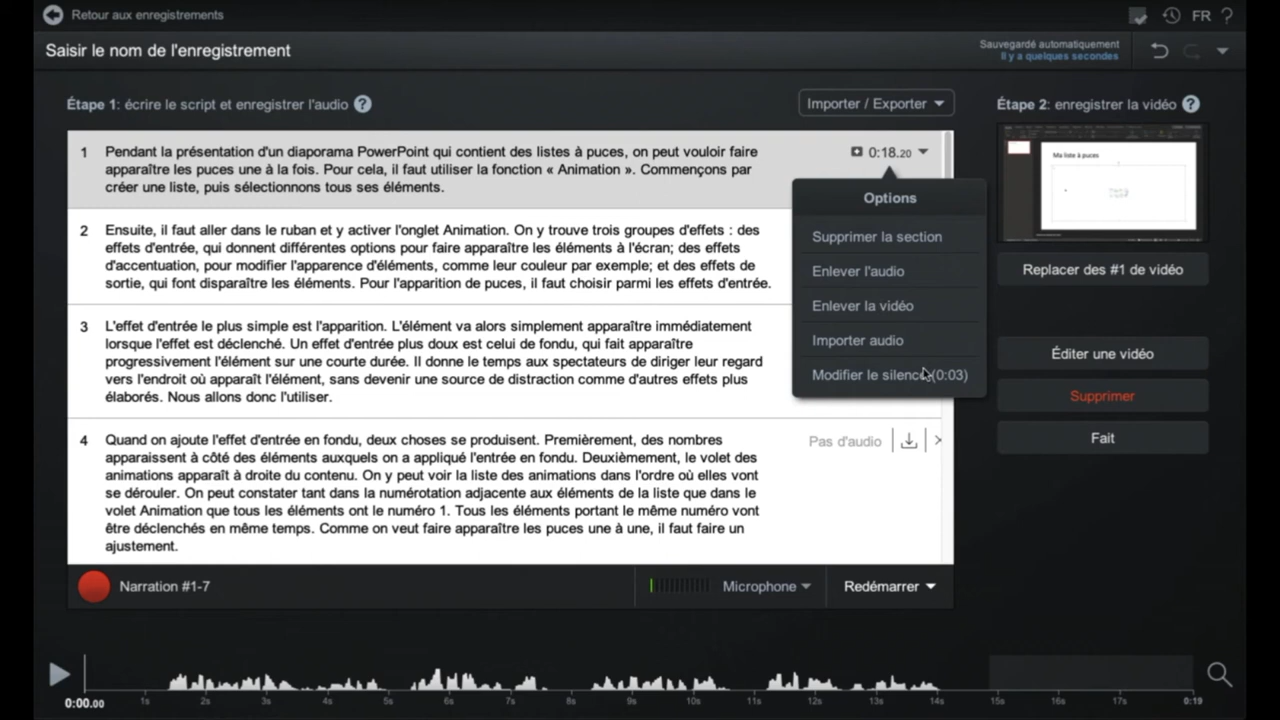 Retour aux enregistrements
FR ?
Saisir le nom de l'enregistrement
Sauvegardé automatiquement
Il y a quelques secondes
Étape 1: écrire le script et enregistrer l'audio ?
Importer / Exporter
Étape 2: enregistrer la vidéo ?
1 Pendant la présentation d'un diaporama PowerPoint qui contient des listes à puces, on peut vouloir faire
apparaître les puces une à la fois. Pour cela, il faut utiliser la fonction « Animation ». Commençons par
créer une liste, puis sélectionnons tous ses éléments.
0:18.20
Options
Supprimer la section
Enlever l'audio
Enlever la vidéo
Importer audio
Modifier le silence (0:03)
2 Ensuite, il faut aller dans le ruban et y activer l'onglet Animation. On y trouve trois groupes d'effets : des
effets d'entrée, qui donnent différentes options pour faire apparaître les éléments à l'écran; des effets
d'accentuation, pour modifier l'apparence d'éléments, comme leur couleur par exemple; et des effets de
sortie, qui font disparaître les éléments. Pour l'apparition de puces, il faut choisir parmi les effets d'entrée.
3 L'effet d'entrée le plus simple est l'apparition. L'élément va alors simplement apparaître immédiatement
lorsque l'effet est déclenché. Un effet d'entrée plus doux est celui de fondu, qui fait apparaître
progressivement l'élément sur une courte durée. Il donne le temps aux spectateurs de diriger leur regard
vers l'endroit où apparaît l'élément, sans devenir une source de distraction comme d'autres effets plus
élaborés. Nous allons donc l'utiliser.
4 Quand on ajoute l'effet d'entrée en fondu, deux choses se produisent. Premièrement, des nombres
apparaissent à côté des éléments auxquels on a appliqué l'entrée en fondu. Deuxièmement, le volet des
animations apparaît à droite du contenu. On y peut voir la liste des animations dans l'ordre où elles vont
se dérouler. On peut constater tant dans la numérotation adjacente aux éléments de la liste que dans le
volet Animation que tous les éléments ont le numéro 1. Tous les éléments portant le même numéro vont
être déclenchés en même temps. Comme on veut faire apparaître les puces une à une, il faut faire un
ajustement.
Pas d'audio
Ma liste à puces
Replacer des #1 de vidéo
Éditer une vidéo
Supprimer
Fait
Narration #1-7
Microphone
Redémarrer
0:00.00
1s 2s 3s 4s 5s 6s 7s 8s 9s 10s 11s 12s 13s 14s 15s 16s 17s 0:19